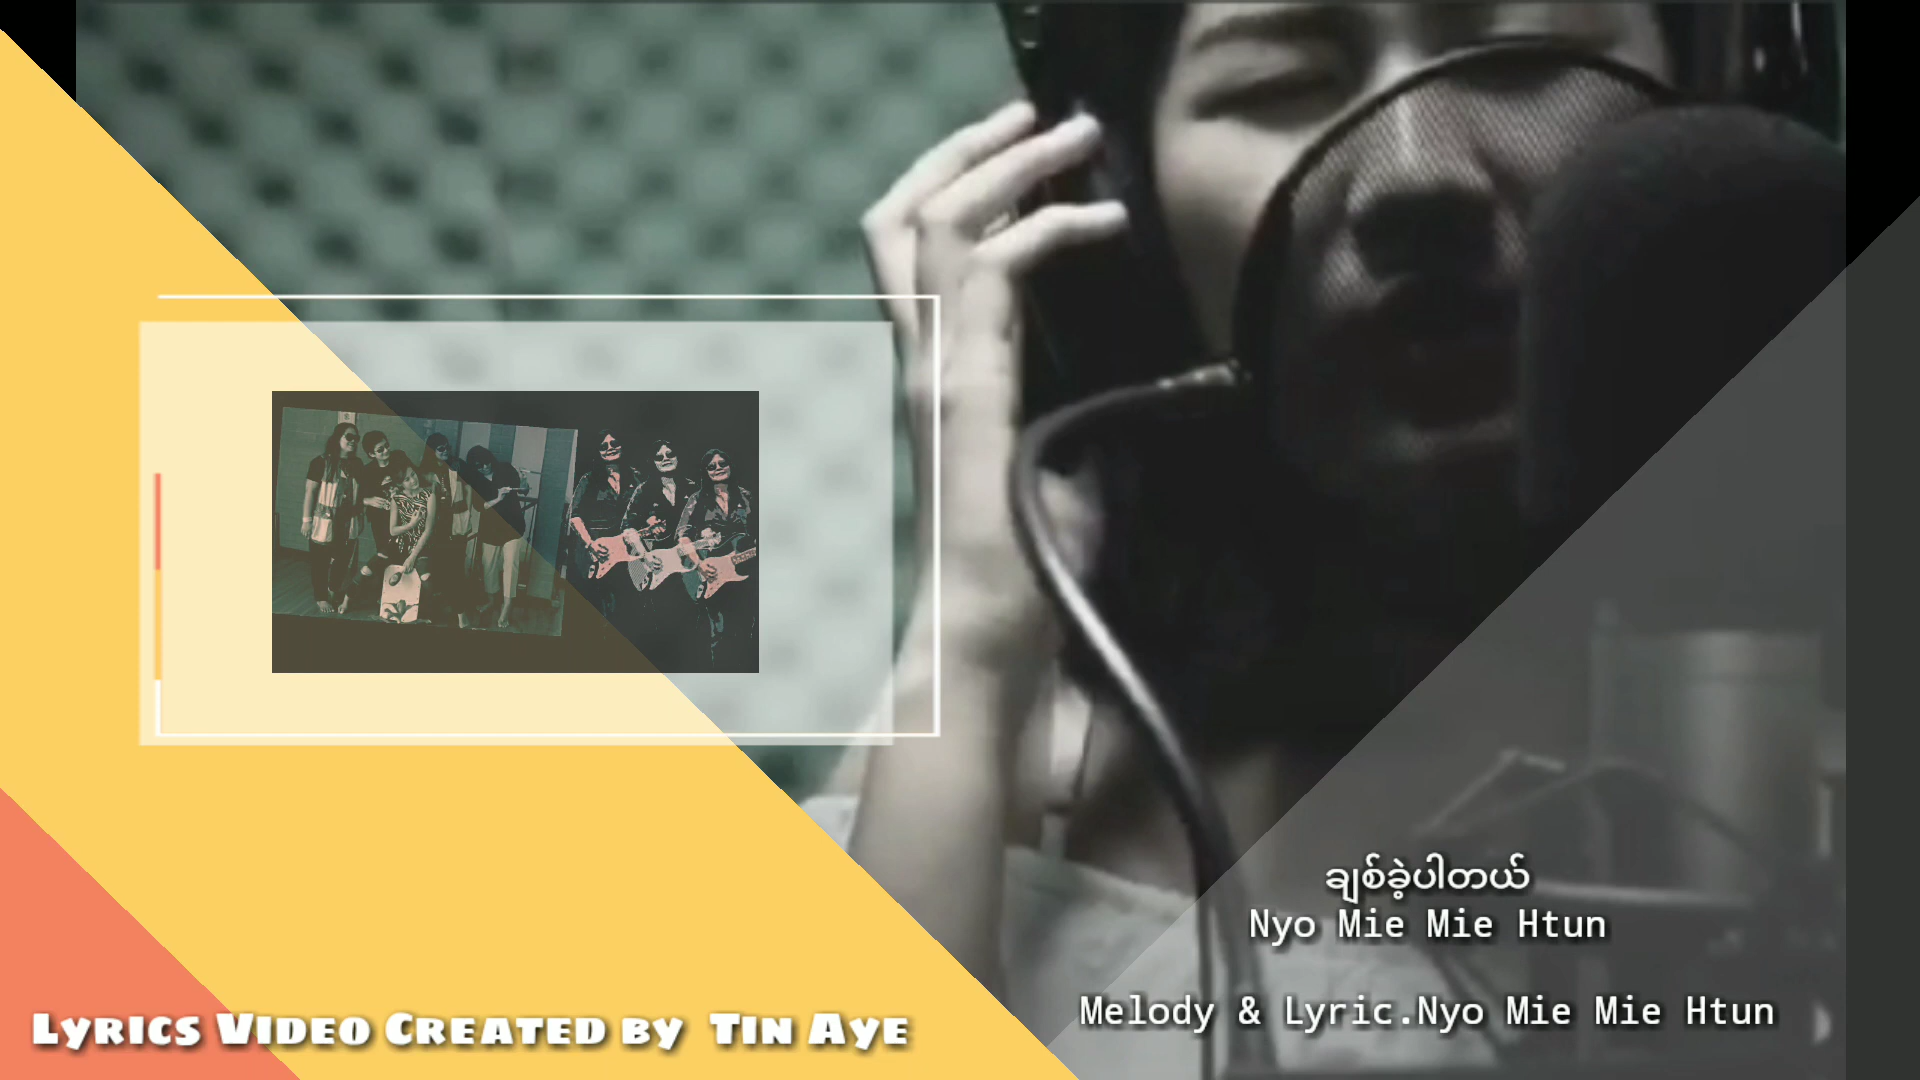 ချစ်ခဲ့ပါတယ်
Nyo Mie Mie Htun
Melody & Lyric.Nyo Mie Mie Htun
Lyrics Video Created by Tin Aye